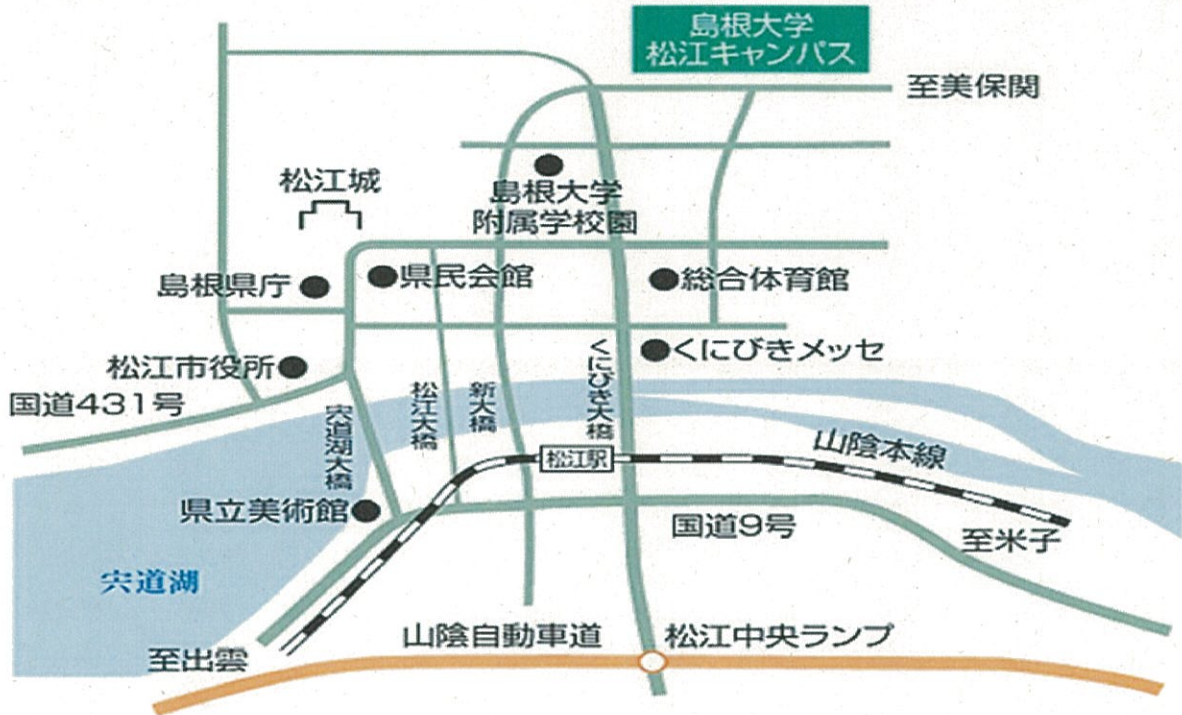 島根大学
松江キャンパス
至美保関
松江城
島根大学
附属学校園
島根県庁
県民会館
総合体育館
松江市役所
くにびきメッセ
国道431号
宍道湖大橋
松江大橋
新大橋
くにびき大橋
松江駅
山陰本線
県立美術館
国道9号
至米子
宍道湖
至出雲
山陰自動車道
松江中央ランプ